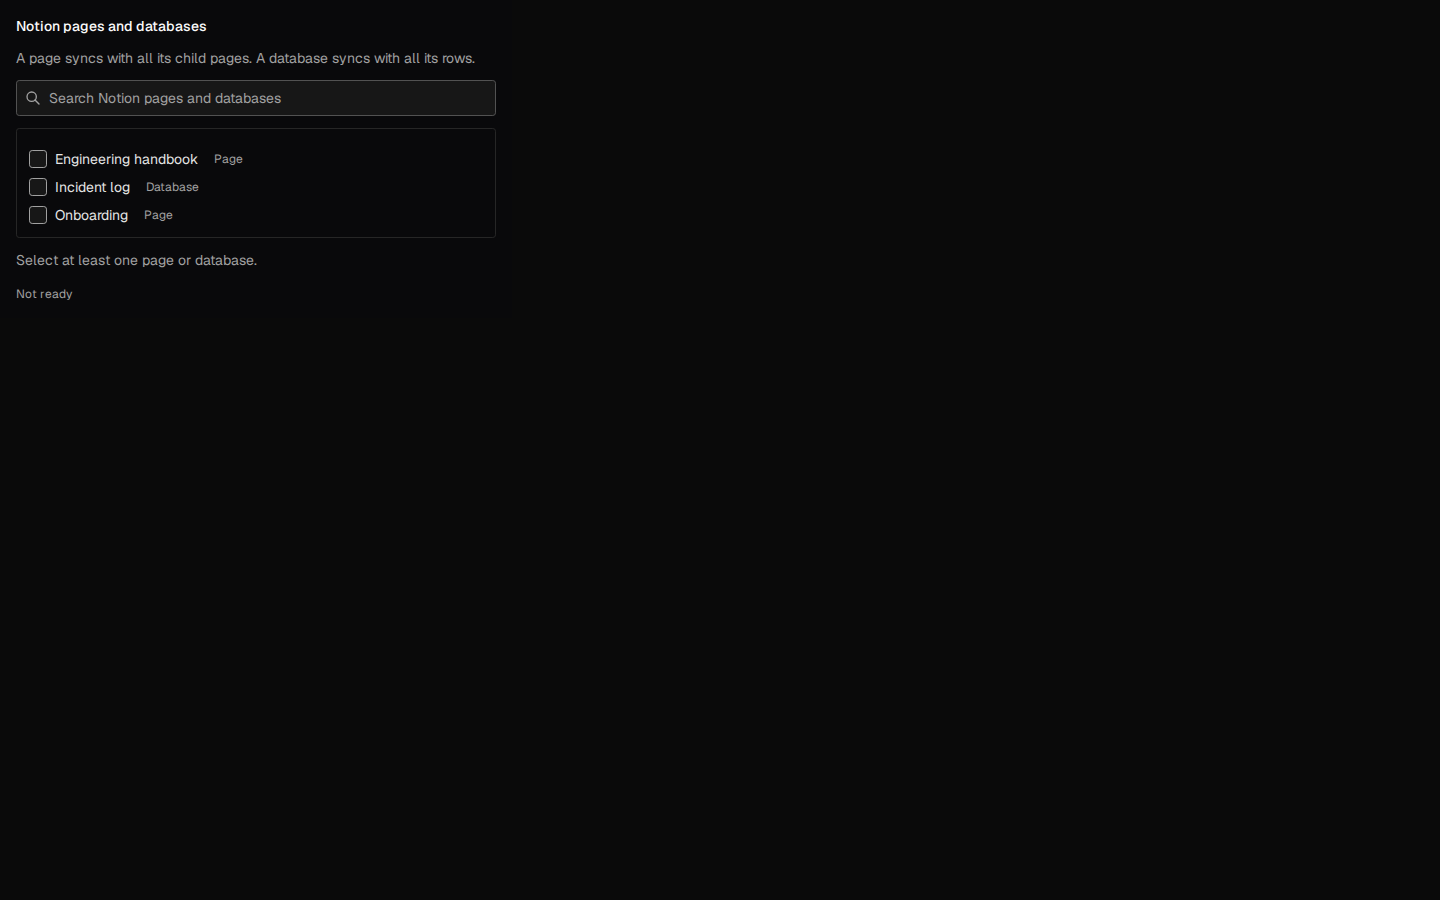 Notion pages and databases
A page syncs with all its child pages. A database syncs with all its rows.
Search Notion pages and databases
Engineering handbook Page
Incident log Database
Onboarding Page
Select at least one page or database.
Not ready